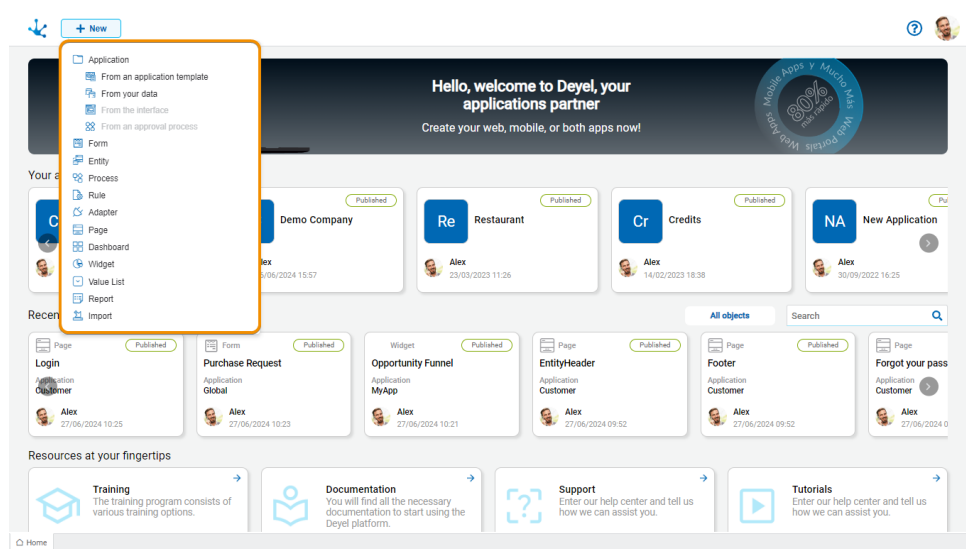 + New
Application
From an application template
From your data
From the interface
From an approval process
Form
Entity
Process
Rule
Adapter
Page
Dashboard
Widget
Value List
Report
Import
Hello, welcome to Deyel, your
applications partner
Create your web, mobile, or both apps now!
Mobile Apps y Mucho Más Web Portals Web Apps
80%
más rápido
Your a
C
Published
Demo Company
lex
/06/2024 15:57
Published
Re
Restaurant
Alex
23/03/2023 11:26
Published
Cr
Credits
Alex
14/02/2023 18:38
Pu
NA
New Application
Alex
30/09/2022 16:25
Recen
All objects
Search
Page
Published
Login
Application
Customer
Alex
27/06/2024 10:25
Form
Published
Purchase Request
Application
Global
Alex
27/06/2024 10:23
Widget
Published
Opportunity Funnel
Application
MyApp
Alex
27/06/2024 10:21
Page
Published
EntityHeader
Application
Customer
Alex
27/06/2024 09:52
Page
Published
Footer
Application
Customer
Alex
27/06/2024 09:52
Page
Forgot your pass
Application
Customer
Alex
27/06/2024 0
Resources at your fingertips
Training
The training program consists of
various training options.
Documentation
You will find all the necessary
documentation to start using the
Deyel platform.
Support
Enter our help center and tell us
how we can assist you.
Tutorials
Enter our help center and tell us
how we can assist you.
Home